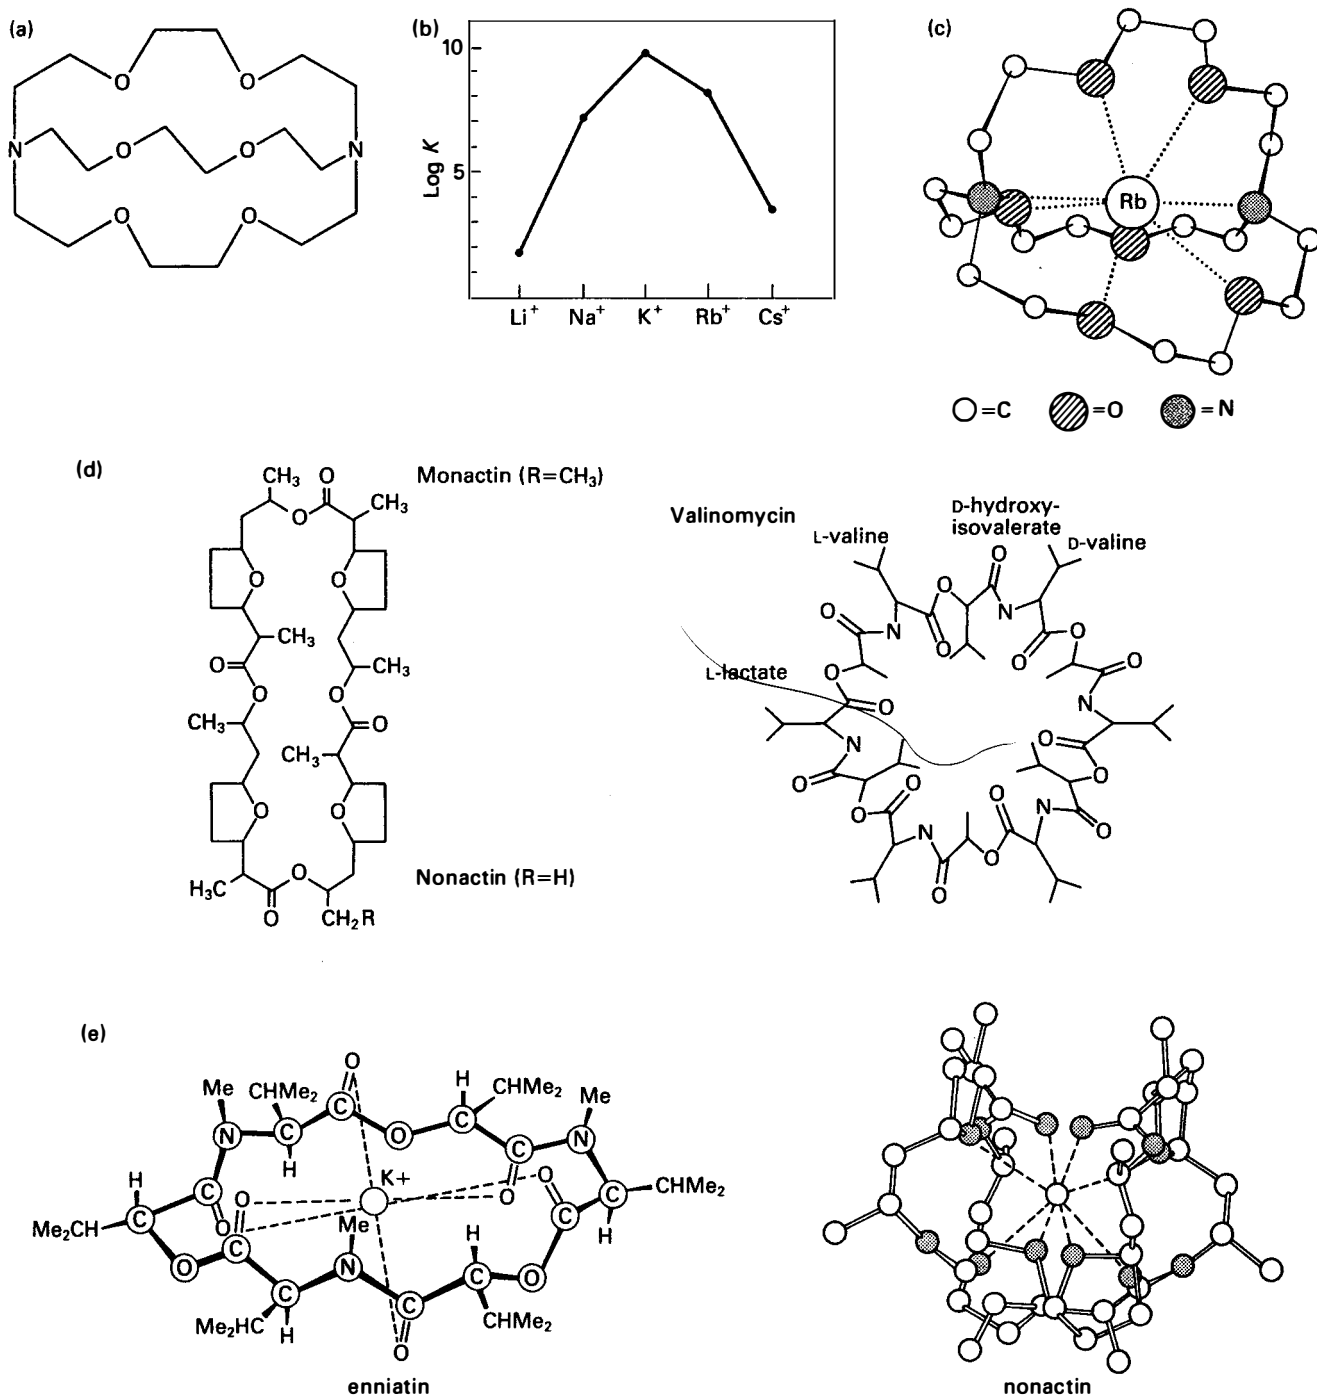 (a)
O O
N O O N
O O
(b)
Log K
10
5
Li⁺ Na⁺ K⁺ Rb⁺ Cs⁺
(c)
Rb
=C =O =N
(d)
Monactin (R=CH₃)
CH₃ O
O CH₃
O O
CH₃
O CH₃
O O
CH₃ O
CH₃
O O
H₃C O
O CH₂R
Nonactin (R=H)
Valinomycin
L-valine
D-hydroxy-
isovalerate
D-valine
L-lactate
O O
O N
O N O O O
O O
O N
O O
N O
O O
O O N
N O O
O O
(e)
O
Me CHMe₂ H CHMe₂ Me
C
N C O C N
H C
H K+ O
C O O C CHMe₂
Me₂CH O C Me C H
O C N H O
C C
Me₂HC H C CHMe₂
O
enniatin
nonactin